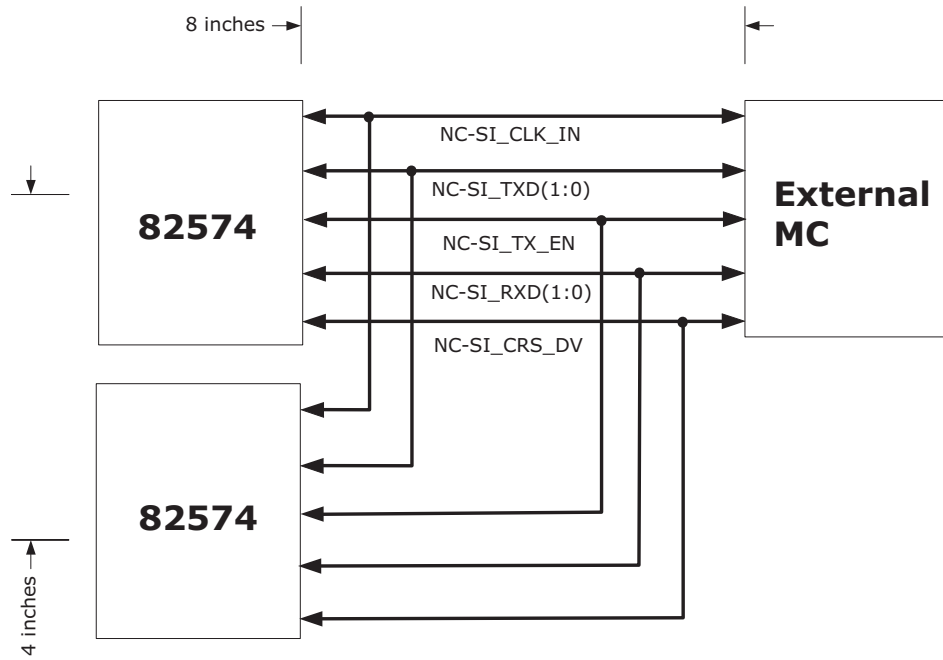 8 inches
82574
NC-SI_CLK_IN
NC-SI_TXD(1:0)
NC-SI_TX_EN
NC-SI_RXD(1:0)
NC-SI_CRS_DV
External
MC
82574
4 inches